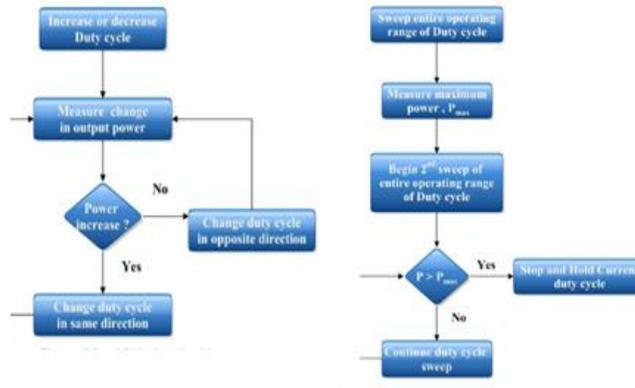 Increase or decrease
Duty cycle
Measure change
in output power
Power
increase ?
No
Change duty cycle
in opposite direction
Yes
Change duty cycle
in same direction
Sweep entire operating
range of Duty cycle
Measure maximum
power , Pmax
Begin 2nd sweep of
entire operating range
of Duty cycle
P > Pmax
Yes
Stop and Hold Curren
duty cycle
No
Continue duty cycle
sweep